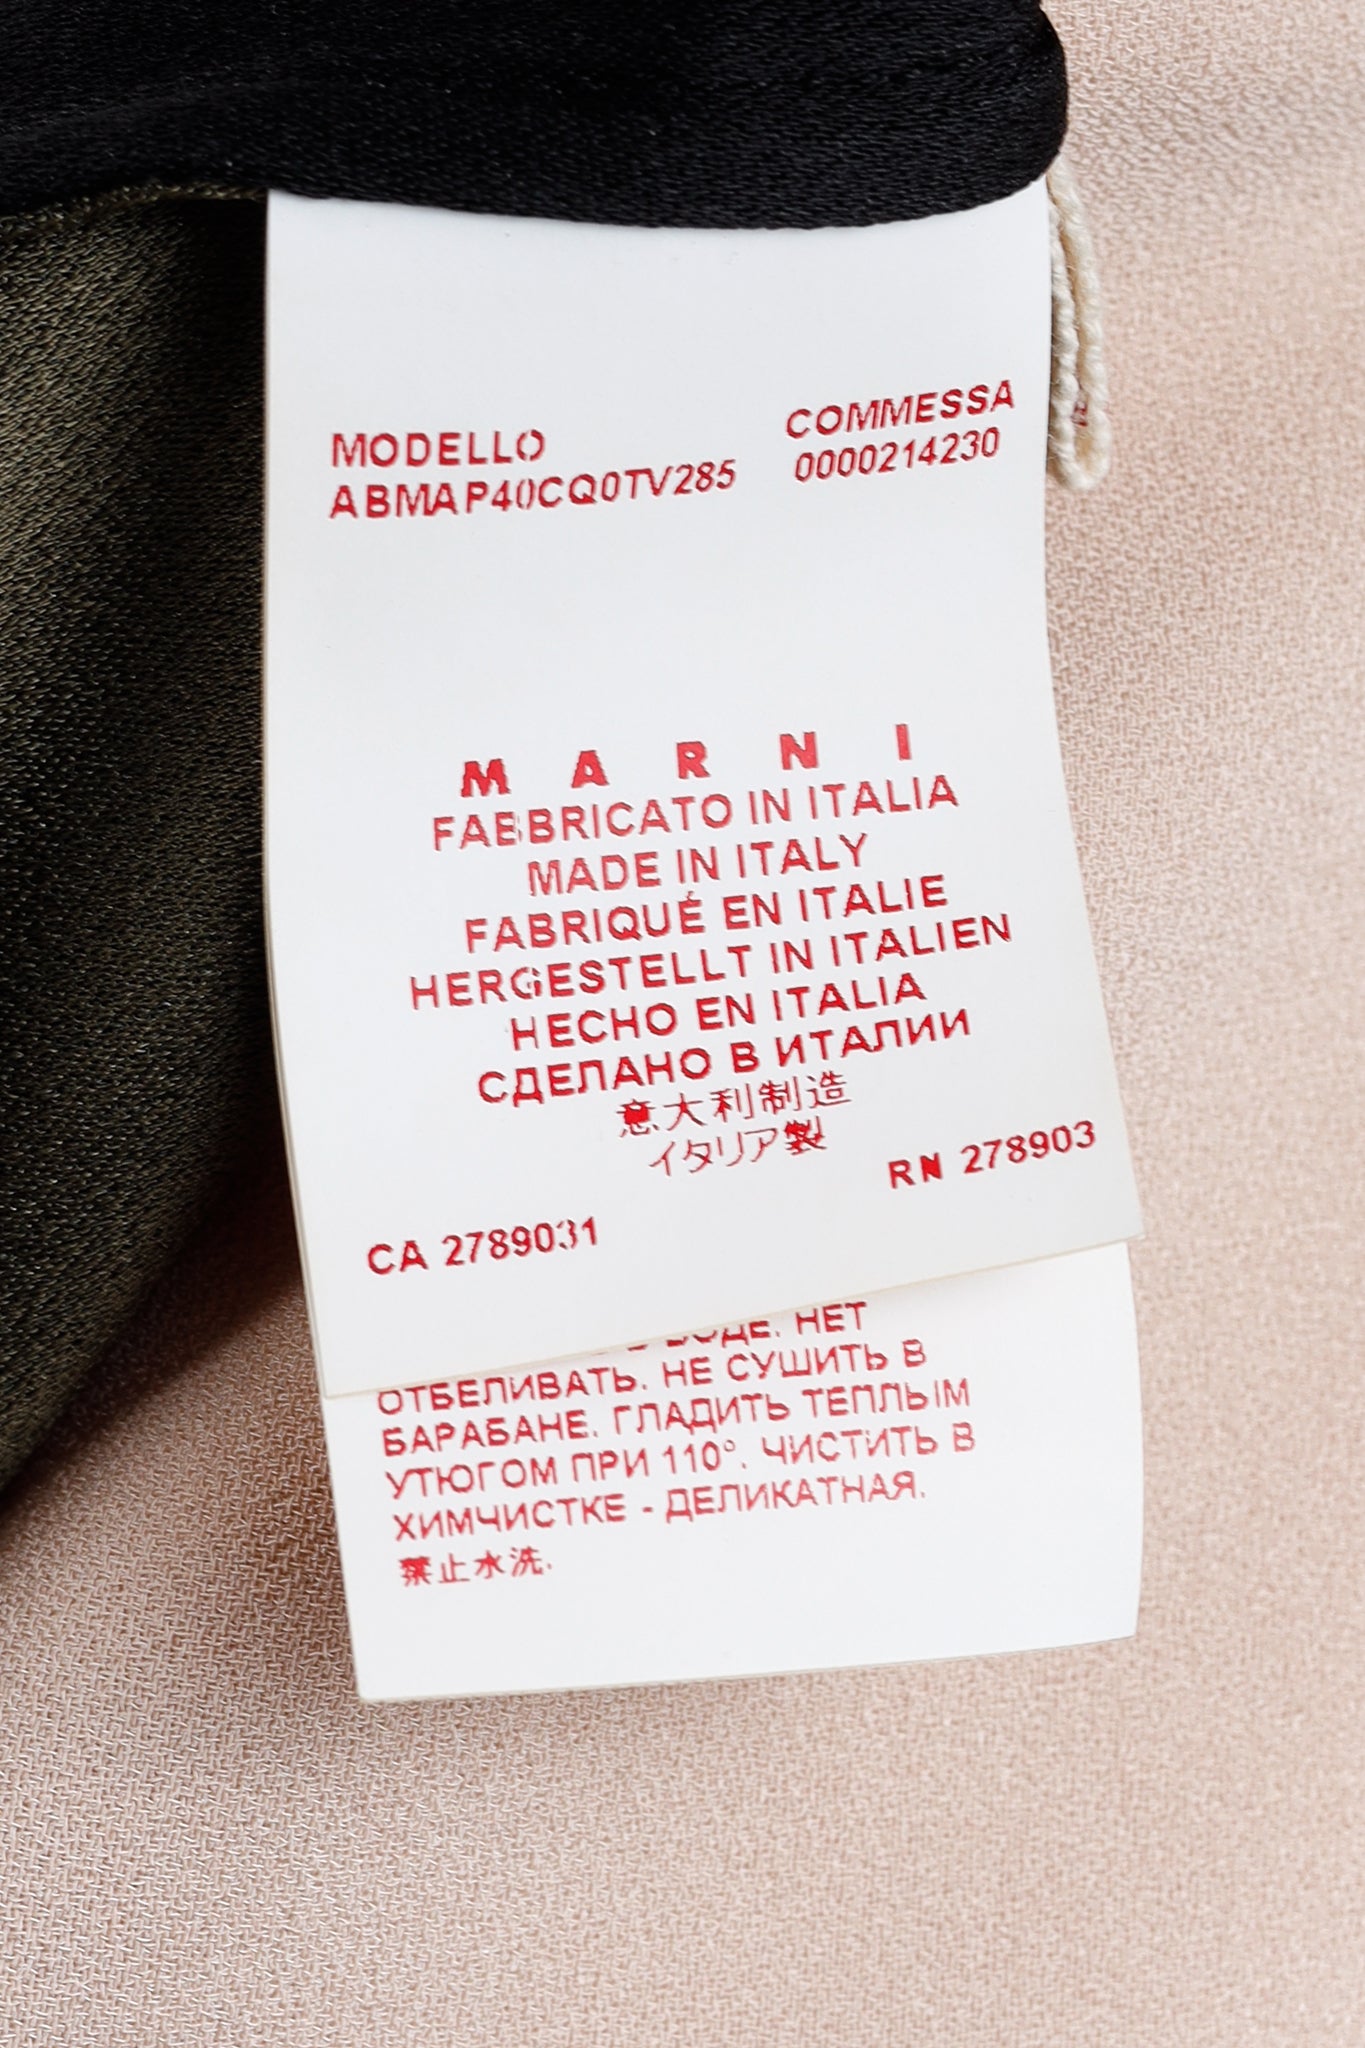 MODELLO
ABMAP40CQ0TV285
COMMESSA
0000214230
MARNI
FABBRICATO IN ITALIA
MADE IN ITALY
FABRIQUÉ EN ITALIE
HERGESTELLT IN ITALIEN
HECHO EN ITALIA
СДЕЛАНО В ИТАЛИИ
意大利制造
イタリア製
RN 278903
CA 2789031
НЕТ
ОТБЕЛИВАТЬ. НЕ СУШИТЬ В
БАРАБАНЕ. ГЛАДИТЬ ТЕПЛЫМ
УТЮГОМ ПРИ 110°. ЧИСТИТЬ В
ХИМЧИСТКЕ - ДЕЛИКАТНАЯ.
禁止水洗.